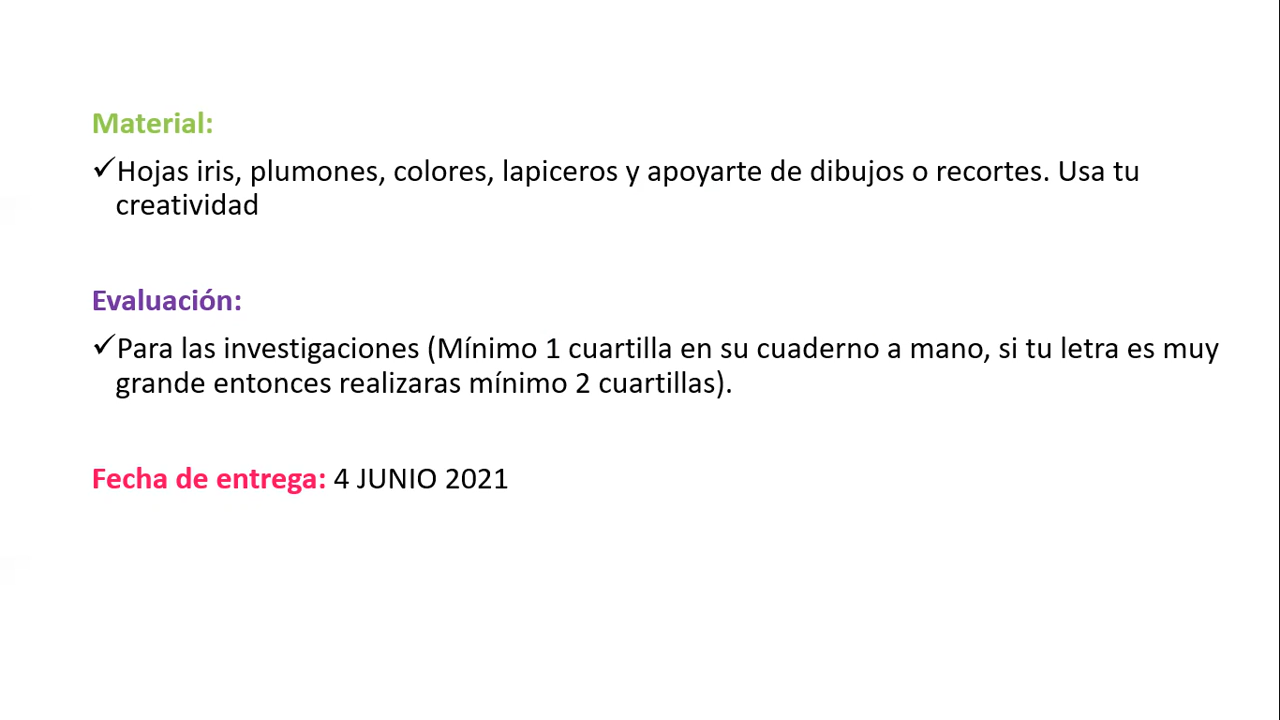 Material:
✓Hojas iris, plumones, colores, lapiceros y apoyarte de dibujos o recortes. Usa tu
creatividad
Evaluación:
✓Para las investigaciones (Mínimo 1 cuartilla en su cuaderno a mano, si tu letra es muy
grande entonces realizaras mínimo 2 cuartillas).
Fecha de entrega: 4 JUNIO 2021